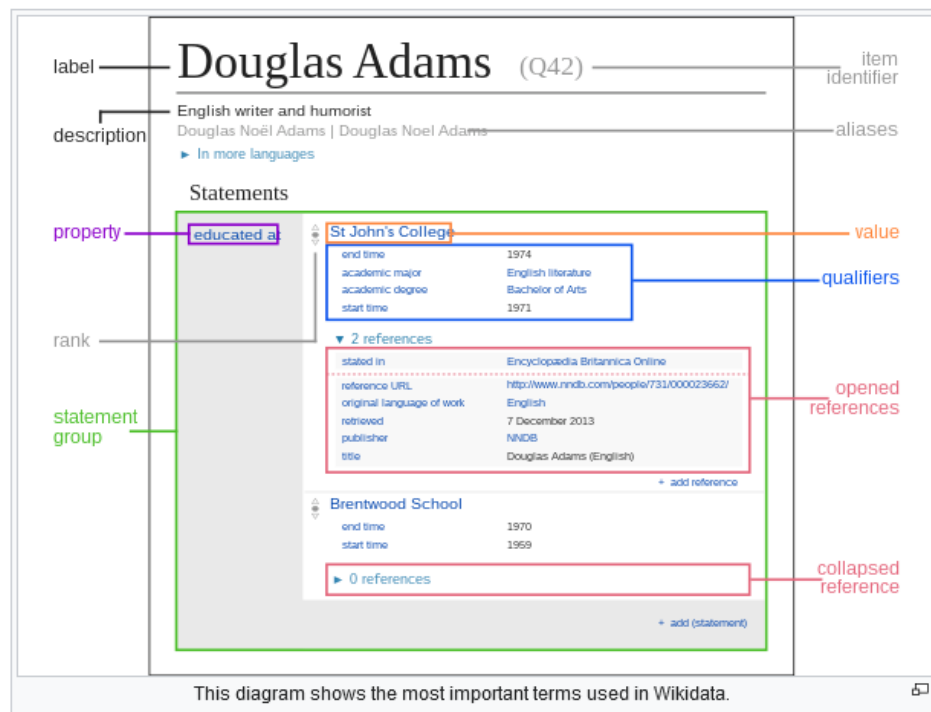 label
Douglas Adams (Q42)
item
identifier
description
English writer and humorist
Douglas Noël Adams | Douglas Noel Adams
aliases
► In more languages
Statements
property
educated at
St John's College
value
end time 1974
academic major English literature
academic degree Bachelor of Arts
start time 1971
qualifiers
rank
▼ 2 references
stated in Encyclopædia Britannica Online
reference URL http://www.nndb.com/people/731/000023662/
original language of work English
retrieved 7 December 2013
publisher NNDB
title Douglas Adams (English)
opened
references
statement
group
+ add reference
Brentwood School
end time 1970
start time 1959
► 0 references
collapsed
reference
+ add (statement)
This diagram shows the most important terms used in Wikidata.